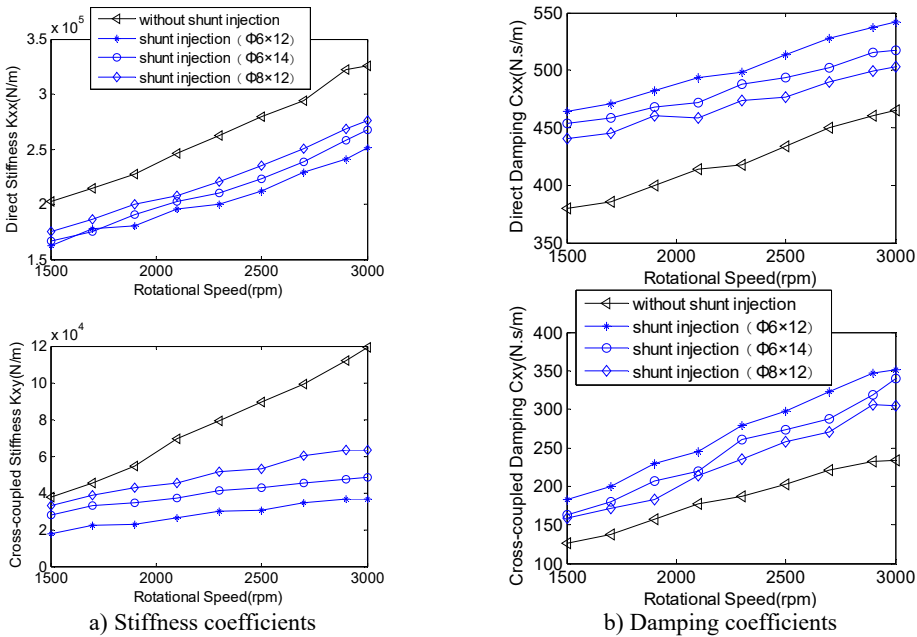 x 10⁵
without shunt injection
shunt injection（Φ6×12）
shunt injection（Φ6×14）
shunt injection（Φ8×12）
3.5
3
2.5
2
1.5
Direct Stiffness Kxx(N/m)
1500 2000 2500 3000
Rotational Speed(rpm)
550
500
450
400
350
Direct Damping Cxx(N.s/m)
1500 2000 2500 3000
Rotational Speed(rpm)
x 10⁴
12
10
8
6
4
2
0
Cross-coupled Stiffness Kxy(N/m)
1500 2000 2500 3000
Rotational Speed(rpm)
without shunt injection
shunt injection（Φ6×12）
shunt injection（Φ6×14）
shunt injection（Φ8×12）
400
350
300
250
200
150
100
Cross-coupled Damping Cxy(N.s/m)
1500 2000 2500 3000
Rotational Speed(rpm)
a) Stiffness coefficients
b) Damping coefficients